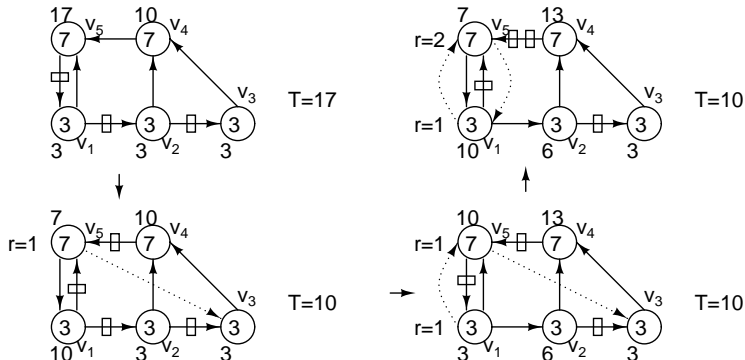 17 10
7 v5 7 v4
v3
T=17
3 3 3
3 v1 3 v2 3
7 13
r=2 7 v5 7 v4
v3
T=10
r=1 3 3 3
10 v1 6 v2 3
7 10
r=1 7 v5 7 v4
v3
T=10
3 3 3
10 v1 3 v2 3
10 13
r=1 7 v5 7 v4
v3
T=10
r=1 3 3 3
3 v1 6 v2 3